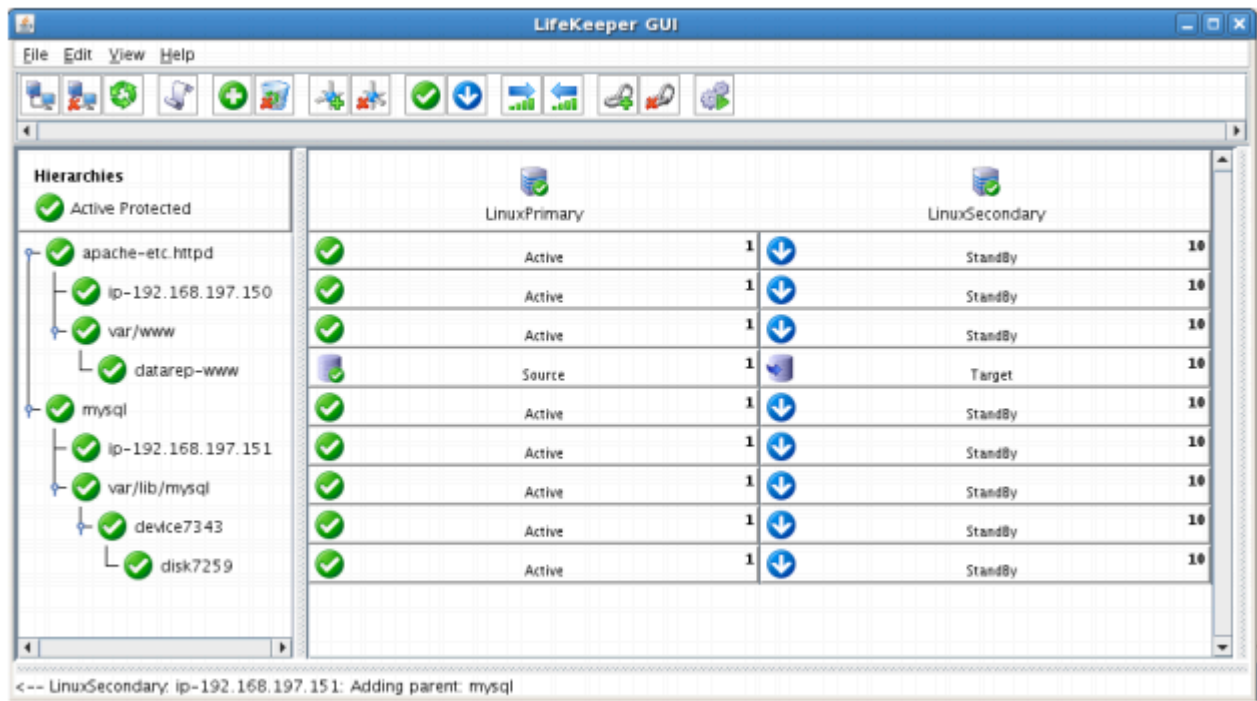 LifeKeeper GUI
File Edit View Help
Hierarchies
Active Protected
LinuxPrimary LinuxSecondary
apache-etc.httpd Active 1 StandBy 10
ip-192.168.197.150 Active 1 StandBy 10
var/www Active 1 StandBy 10
datarep-www Source 1 Target 10
mysql Active 1 StandBy 10
ip-192.168.197.151 Active 1 StandBy 10
var/lib/mysql Active 1 StandBy 10
device7343 Active 1 StandBy 10
disk7259 Active 1 StandBy 10
<-- LinuxSecondary: ip-192.168.197.151: Adding parent: mysql